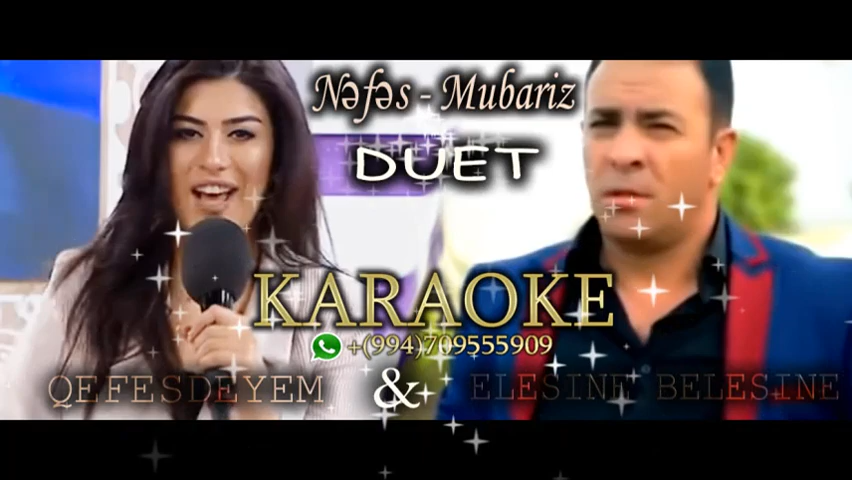 Nəfəs - Mubariz
DUET
KARAOKE
+(994)709555909
QEFESDEYEM & ELESINE BELESINE